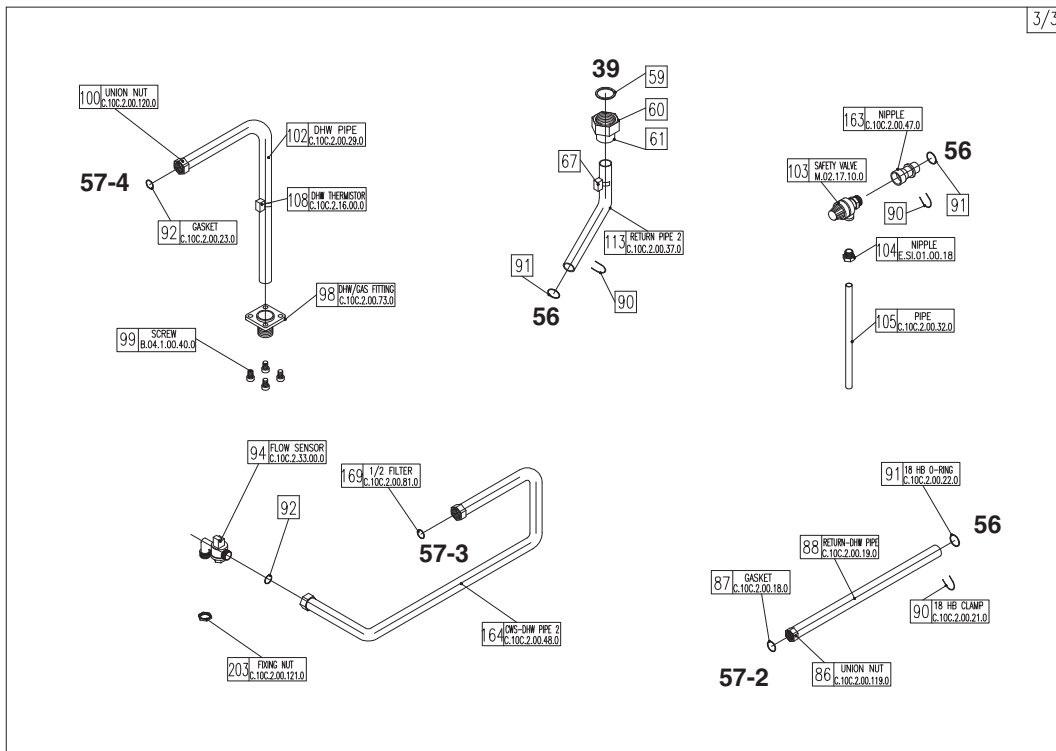 3/3
100 UNION NUT
C.10C.2.00.120.0
102 DHW PIPE
C.10C.2.00.29.0
57-4
108 DHW THERMISTOR
C.10C.2.16.00.0
92 GASKET
C.10C.2.00.23.0
98 DHW/GAS FITTING
C.10C.2.00.73.0
99 SCREW
B.04.1.00.40.0
39
59
60
61
67
113 RETURN PIPE 2
C.10C.2.00.37.0
91
90
56
163 NIPPLE
C.10C.2.00.47.0
56
103 SAFETY VALVE
M.02.17.10.0
90
91
104 NIPPLE
E.SI.01.00.18
105 PIPE
C.10C.2.00.32.0
94 FLOW SENSOR
C.10C.2.33.00.0
92
169 1/2 FILTER
C.10C.2.00.81.0
57-3
164 CWS-DHW PIPE 2
C.10C.2.00.48.0
203 FIXING NUT
C.10C.2.00.121.0
91 18 HB O-RING
C.10C.2.00.22.0
56
88 RETURN-DHW PIPE
C.10C.2.00.19.0
87 GASKET
C.10C.2.00.18.0
90 18 HB CLAMP
C.10C.2.00.21.0
57-2
86 UNION NUT
C.10C.2.00.119.0